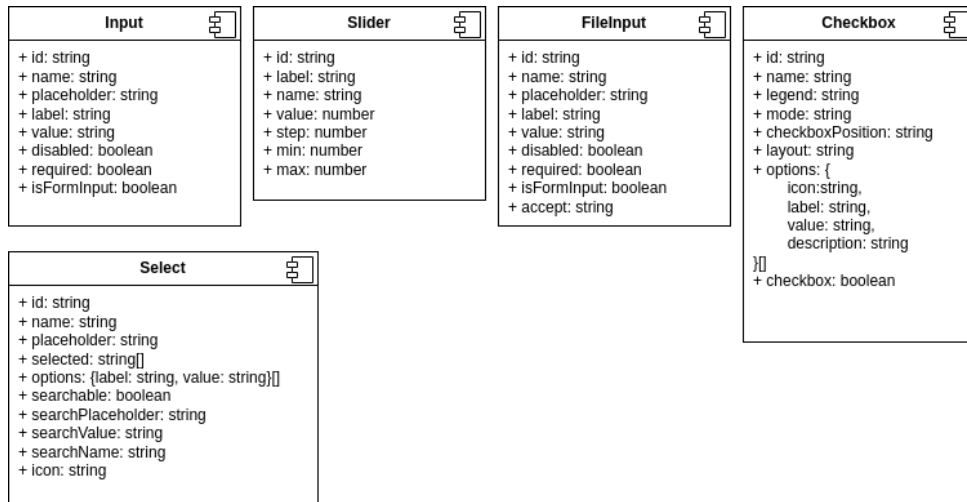 Input
+ id: string
+ name: string
+ placeholder: string
+ label: string
+ value: string
+ disabled: boolean
+ required: boolean
+ isFormInput: boolean
Slider
+ id: string
+ label: string
+ name: string
+ value: number
+ step: number
+ min: number
+ max: number
FileInput
+ id: string
+ name: string
+ placeholder: string
+ label: string
+ value: string
+ disabled: boolean
+ required: boolean
+ isFormInput: boolean
+ accept: string
Checkbox
+ id: string
+ name: string
+ legend: string
+ mode: string
+ checkboxPosition: string
+ layout: string
+ options: {
icon:string,
label: string,
value: string,
description: string
}[]
+ checkbox: boolean
Select
+ id: string
+ name: string
+ placeholder: string
+ selected: string[]
+ options: {label: string, value: string}[]
+ searchable: boolean
+ searchPlaceholder: string
+ searchValue: string
+ searchName: string
+ icon: string